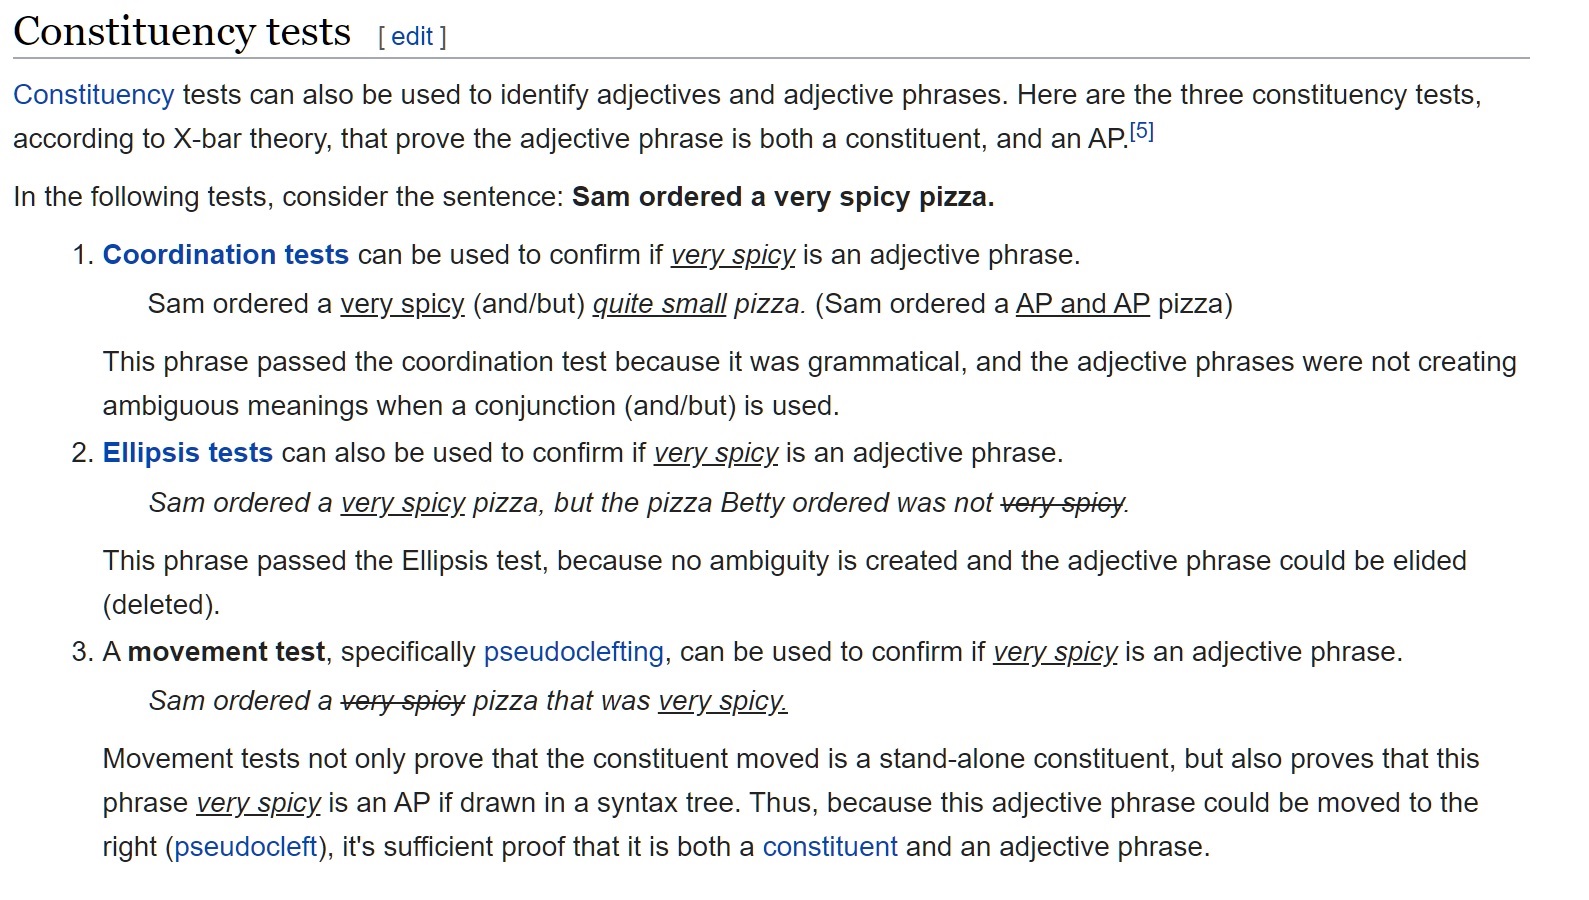 Constituency tests [ edit ]
Constituency tests can also be used to identify adjectives and adjective phrases. Here are the three constituency tests,
according to X-bar theory, that prove the adjective phrase is both a constituent, and an AP.[5]
In the following tests, consider the sentence: Sam ordered a very spicy pizza.
1. Coordination tests can be used to confirm if very spicy is an adjective phrase.
Sam ordered a very spicy (and/but) quite small pizza. (Sam ordered a AP and AP pizza)
This phrase passed the coordination test because it was grammatical, and the adjective phrases were not creating
ambiguous meanings when a conjunction (and/but) is used.
2. Ellipsis tests can also be used to confirm if very spicy is an adjective phrase.
Sam ordered a very spicy pizza, but the pizza Betty ordered was not very spicy.
This phrase passed the Ellipsis test, because no ambiguity is created and the adjective phrase could be elided
(deleted).
3. A movement test, specifically pseudoclefting, can be used to confirm if very spicy is an adjective phrase.
Sam ordered a very spicy pizza that was very spicy.
Movement tests not only prove that the constituent moved is a stand-alone constituent, but also proves that this
phrase very spicy is an AP if drawn in a syntax tree. Thus, because this adjective phrase could be moved to the
right (pseudocleft), it's sufficient proof that it is both a constituent and an adjective phrase.